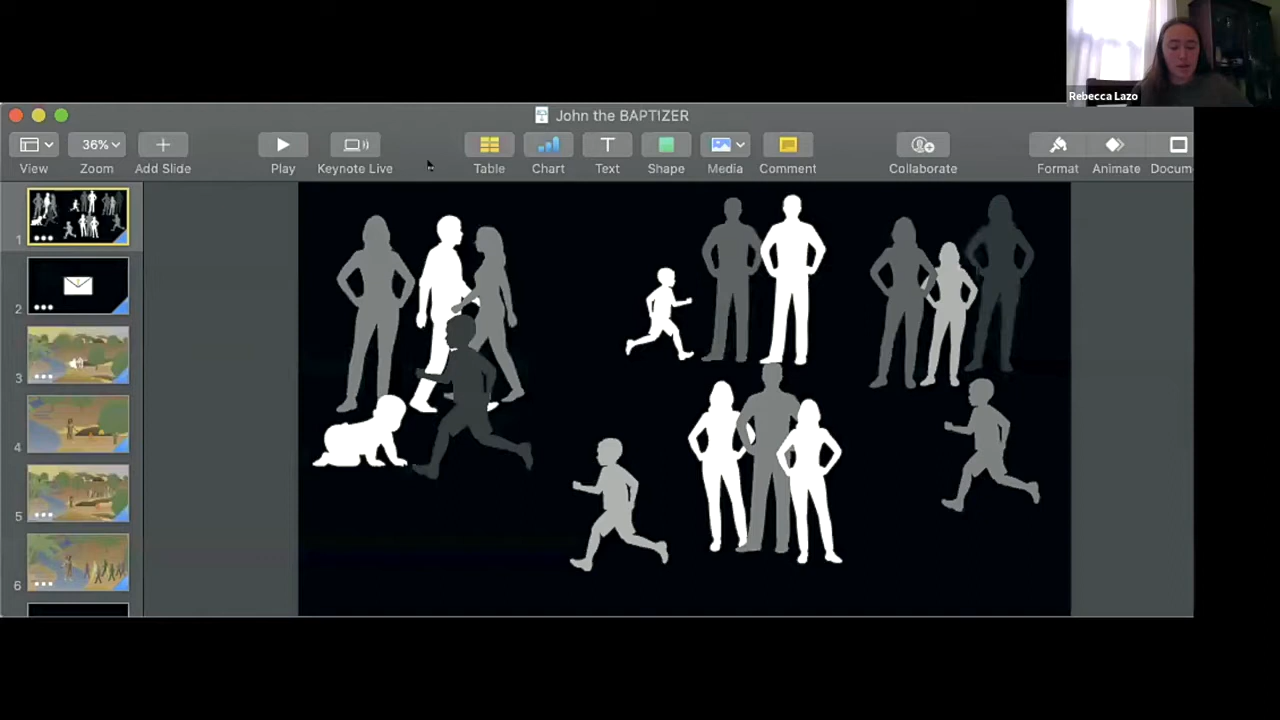 Rebecca Lazo
John the BAPTIZER
36%
View
Zoom
Add Slide
Play
Keynote Live
Table
Chart
Text
Shape
Media
Comment
Collaborate
Format
Animate
Docum
1
2
3
4
5
6